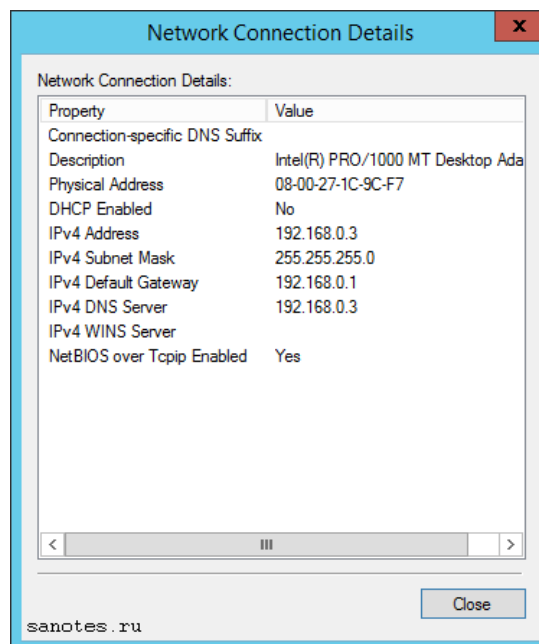 Network Connection Details
x
Network Connection Details:
Property Value
Connection-specific DNS Suffix
Description Intel(R) PRO/1000 MT Desktop Ada
Physical Address 08-00-27-1C-9C-F7
DHCP Enabled No
IPv4 Address 192.168.0.3
IPv4 Subnet Mask 255.255.255.0
IPv4 Default Gateway 192.168.0.1
IPv4 DNS Server 192.168.0.3
IPv4 WINS Server
NetBIOS over Tcpip Enabled Yes
Close
sanotes.ru